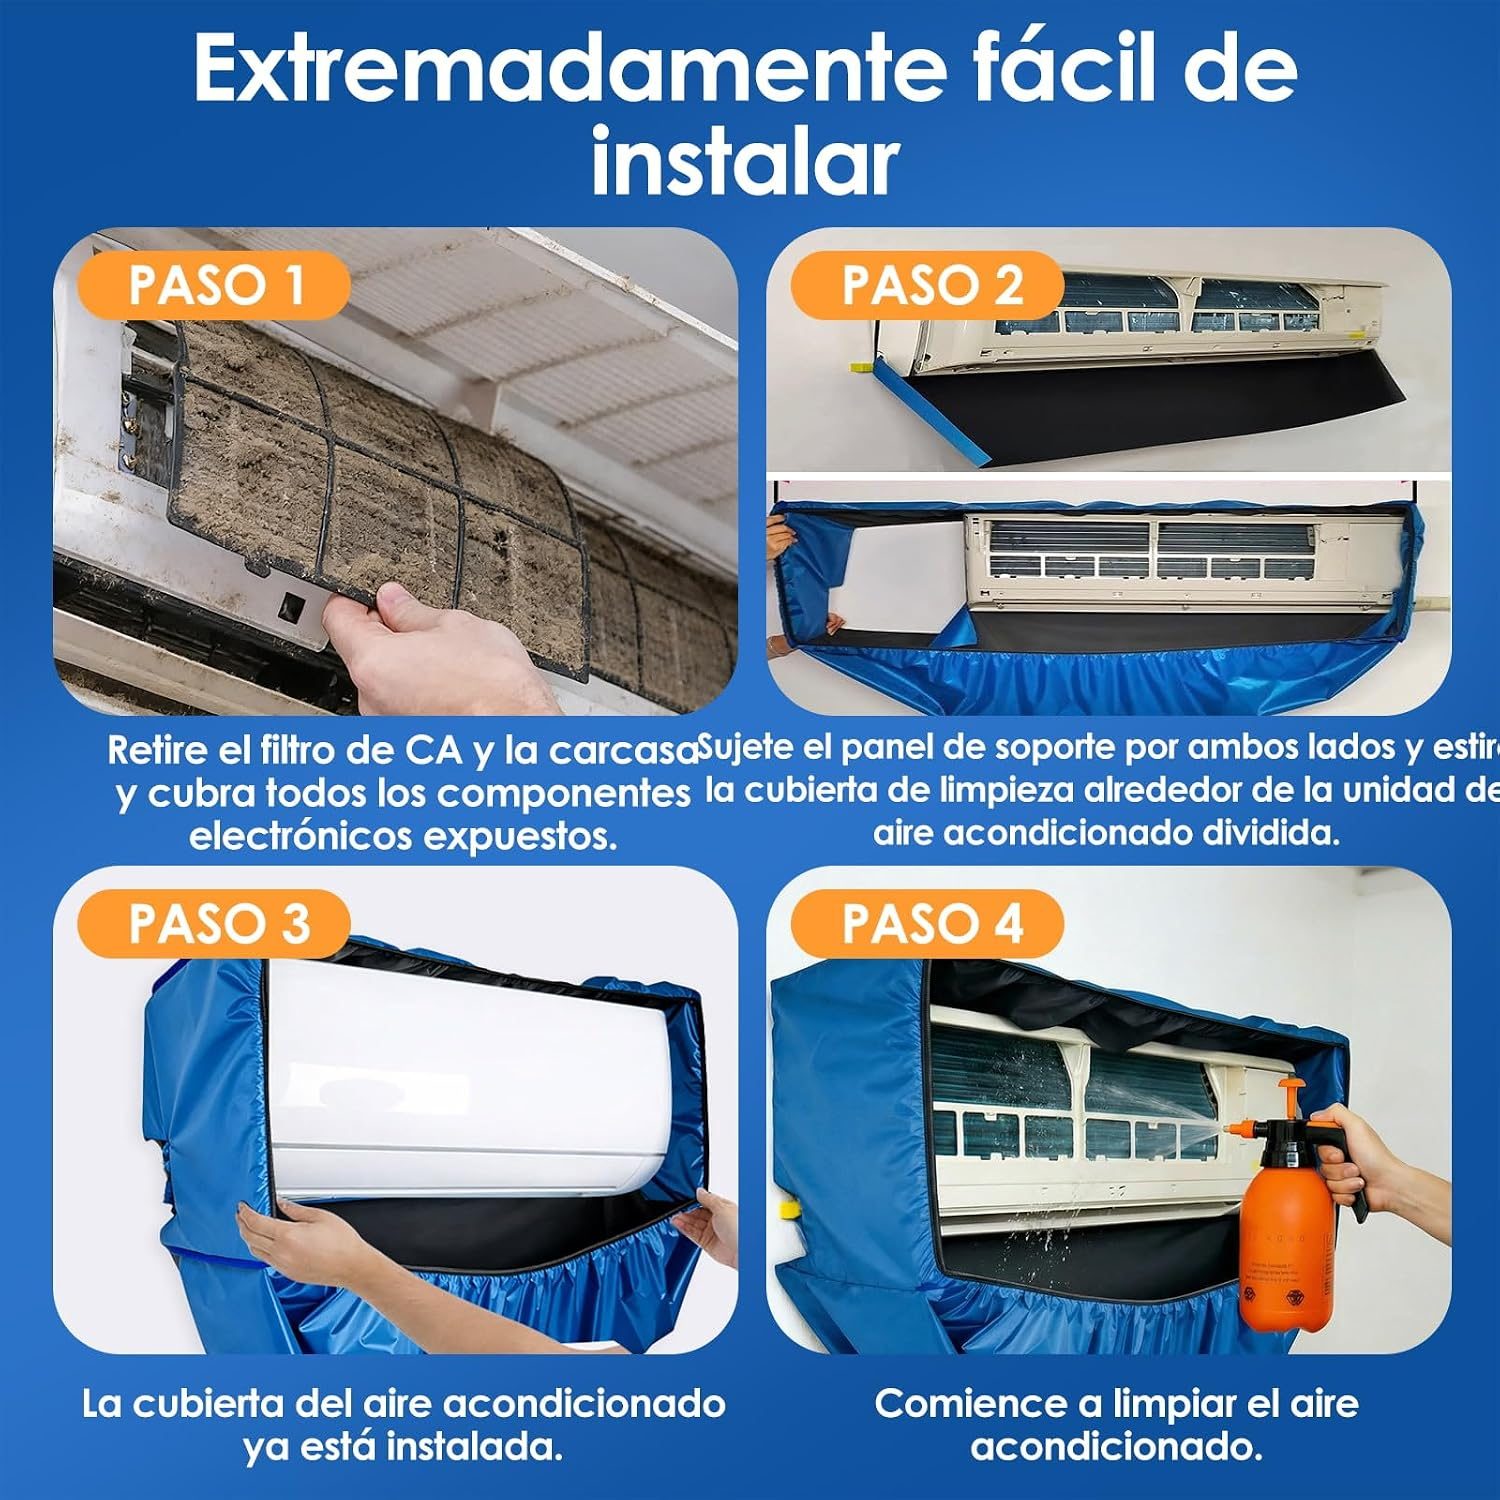 Extremadamente fácil de
instalar
PASO 1
PASO 2
Retire el filtro de CA y la carcasa
y cubra todos los componentes
electrónicos expuestos.
Sujete el panel de soporte por ambos lados y estir
la cubierta de limpieza alrededor de la unidad de
aire acondicionado dividida.
PASO 3
PASO 4
La cubierta del aire acondicionado
ya está instalada.
Comience a limpiar el aire
acondicionado.